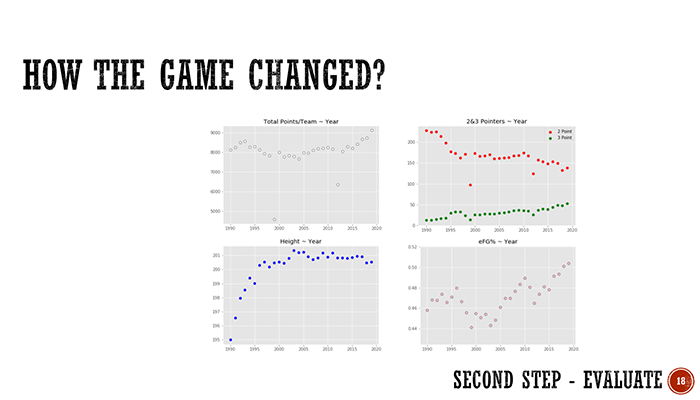 HOW THE GAME CHANGED?
Total Points/Team ~ Year
9000
8000
7000
6000
5000
1990 1995 2000 2005 2010 2015 2020
2&3 Pointers ~ Year
2 Point
3 Point
200
150
100
50
0
1990 1995 2000 2005 2010 2015 2020
Height ~ Year
201
200
199
198
197
196
195
1990 1995 2000 2005 2010 2015 2020
eFG% ~ Year
0.52
0.50
0.48
0.46
0.44
1990 1995 2000 2005 2010 2015 2020
SECOND STEP - EVALUATE 18